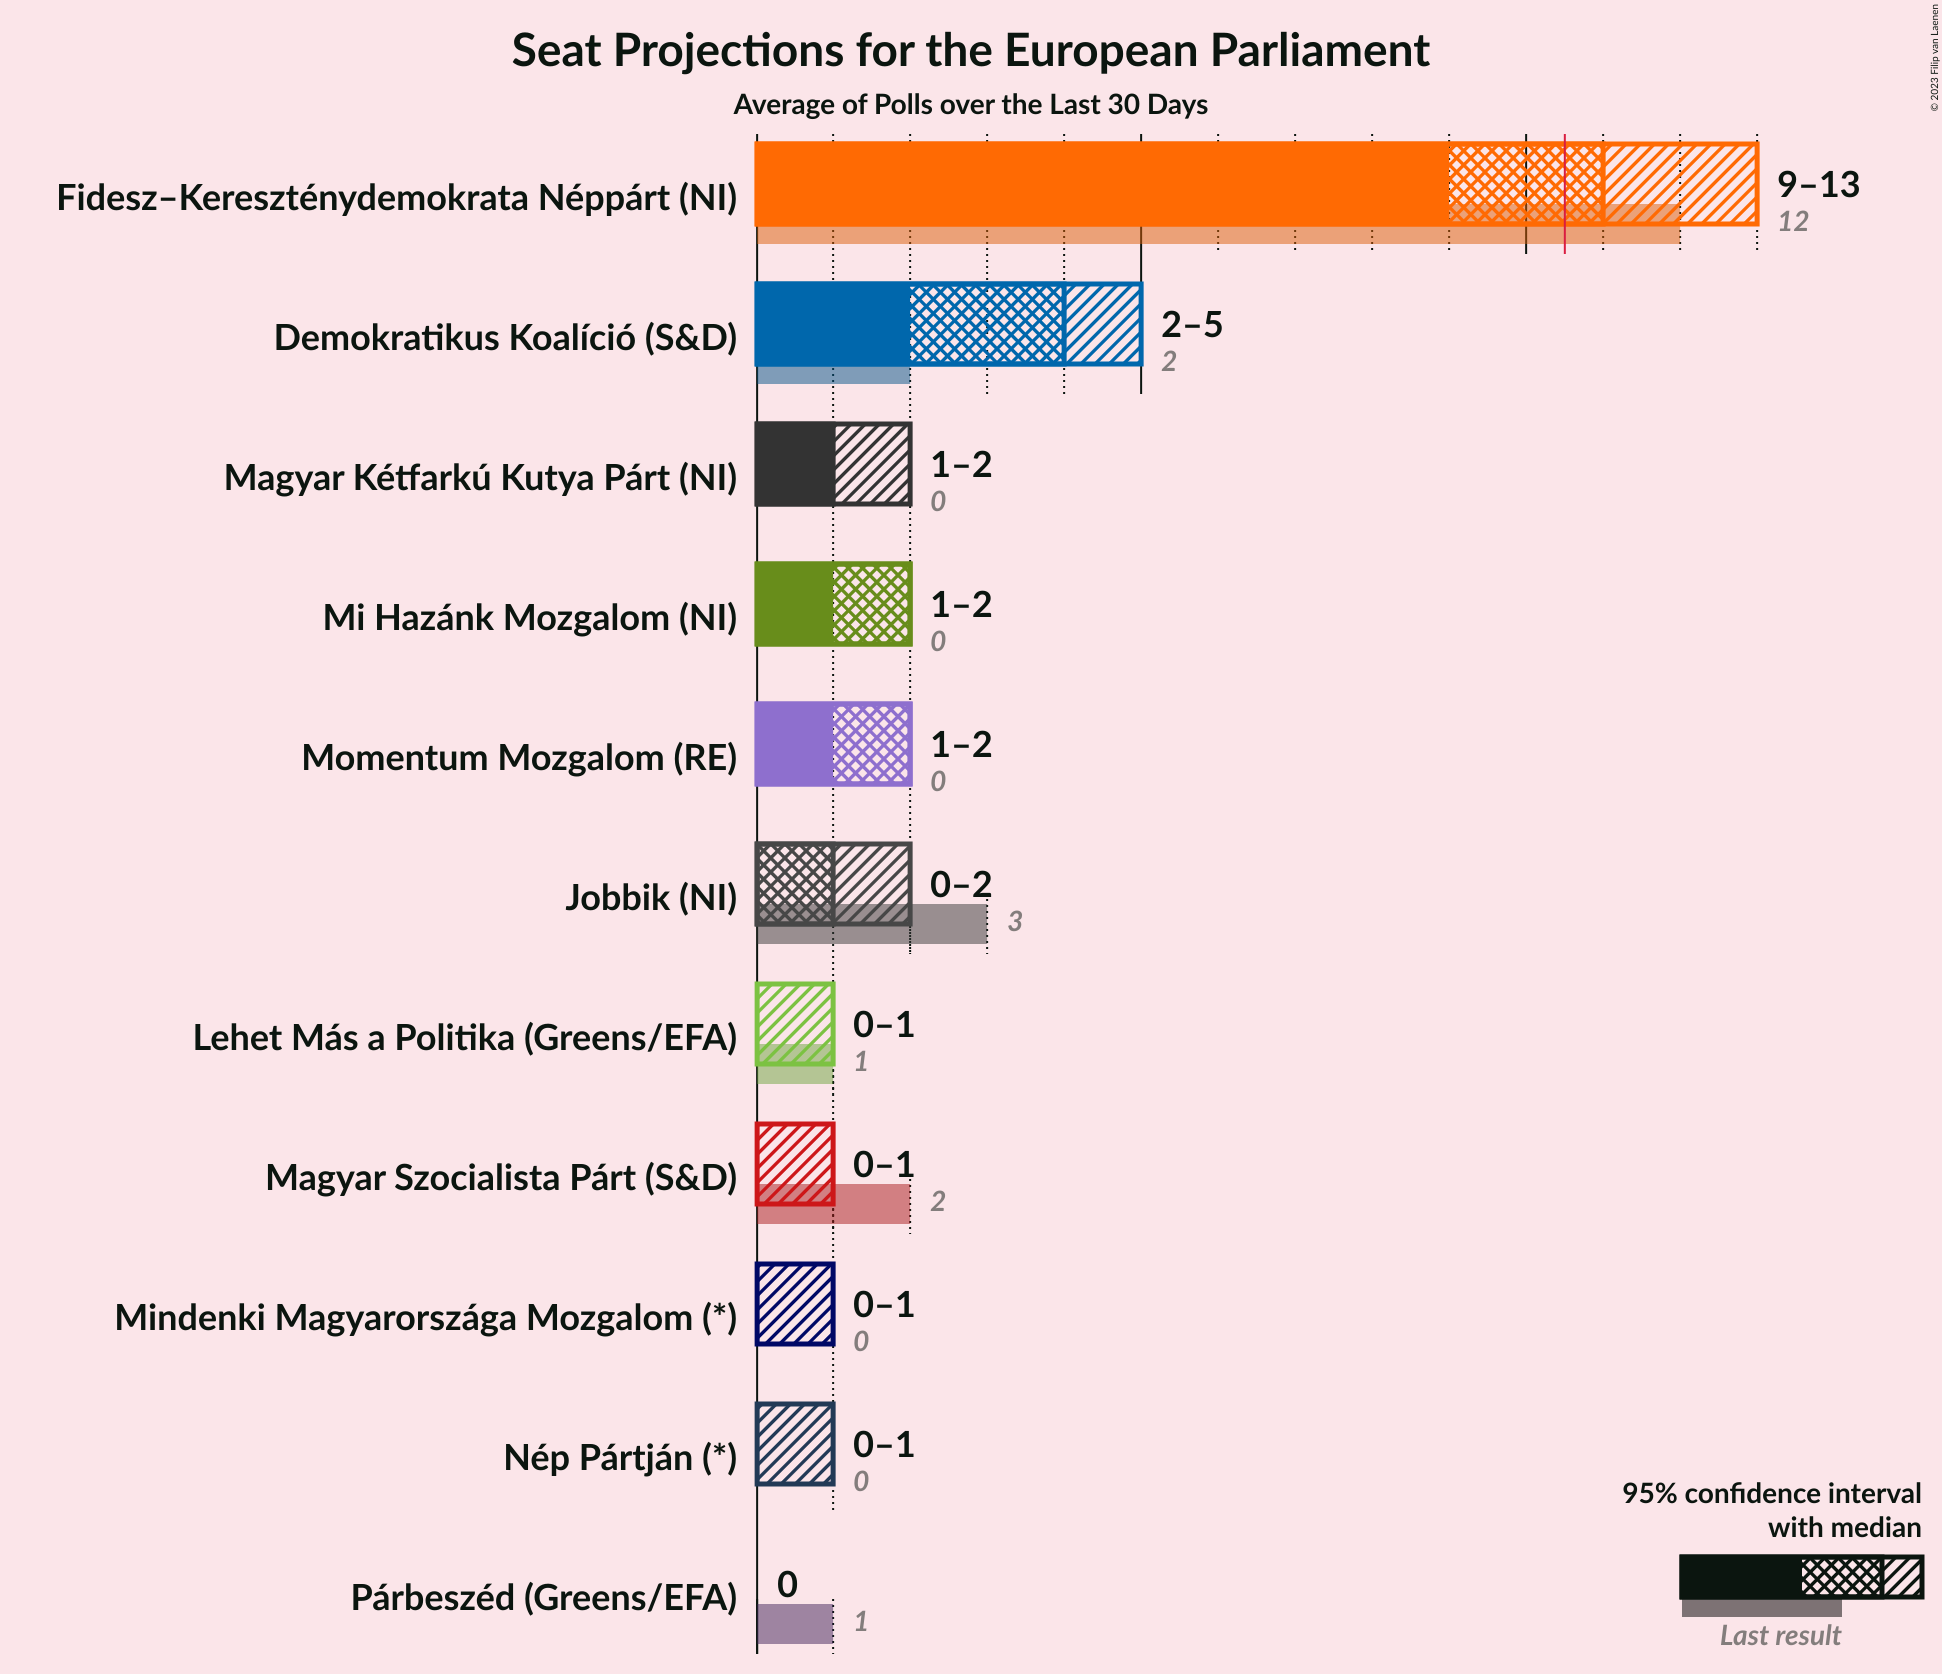 Seat Projections for the European Parliament
Average of Polls over the Last 30 Days
© 2023 Filip van Laenen
Fidesz–Kereszténydemokrata Néppárt (NI)
9–13
12
Demokratikus Koalíció (S&D)
2–5
2
Magyar Kétfarkú Kutya Párt (NI)
1–2
0
Mi Hazánk Mozgalom (NI)
1–2
0
Momentum Mozgalom (RE)
1–2
0
Jobbik (NI)
0–2
3
Lehet Más a Politika (Greens/EFA)
0–1
1
Magyar Szocialista Párt (S&D)
0–1
2
Mindenki Magyarországa Mozgalom (*)
0–1
0
Nép Pártján (*)
0–1
0
Párbeszéd (Greens/EFA)
0
1
95% confidence interval
with median
Last result